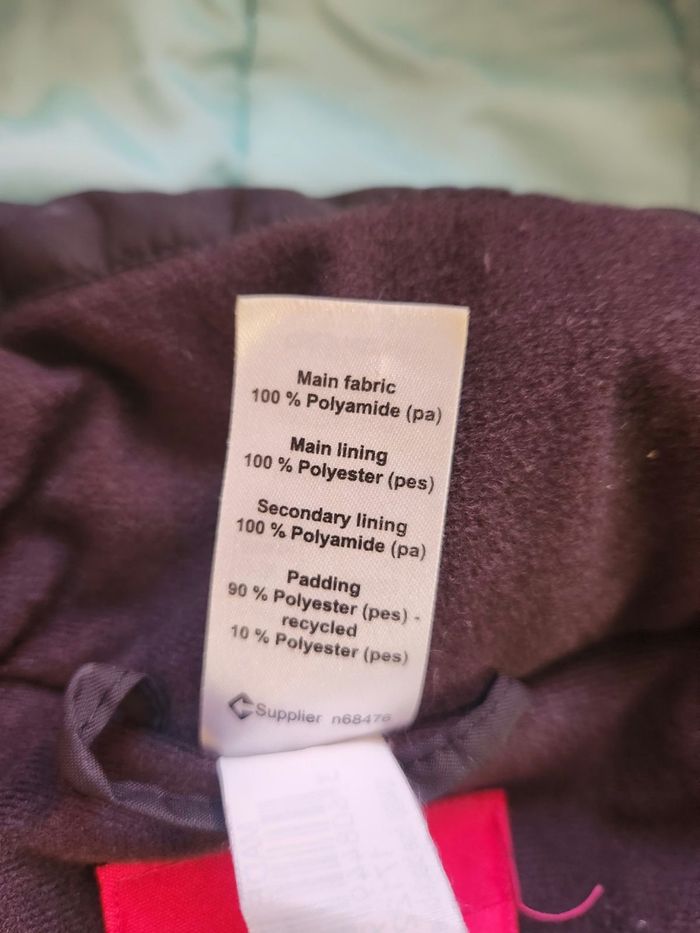 Main fabric
100 % Polyamide (pa)
Main lining
100 % Polyester (pes)
Secondary lining
100 % Polyamide (pa)
Padding
90 % Polyester (pes) -
recycled
10 % Polyester (pes)
Supplier n68476